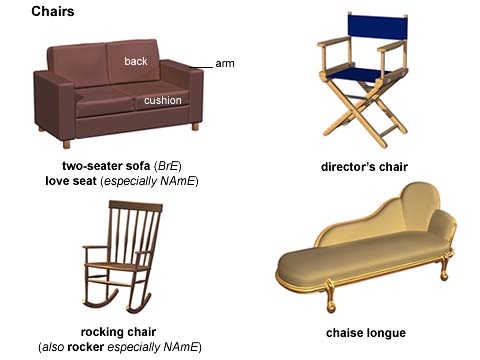 Chairs
back
arm
cushion
two-seater sofa (BrE)
love seat (especially NAmE)
director's chair
rocking chair
(also rocker especially NAmE)
chaise longue